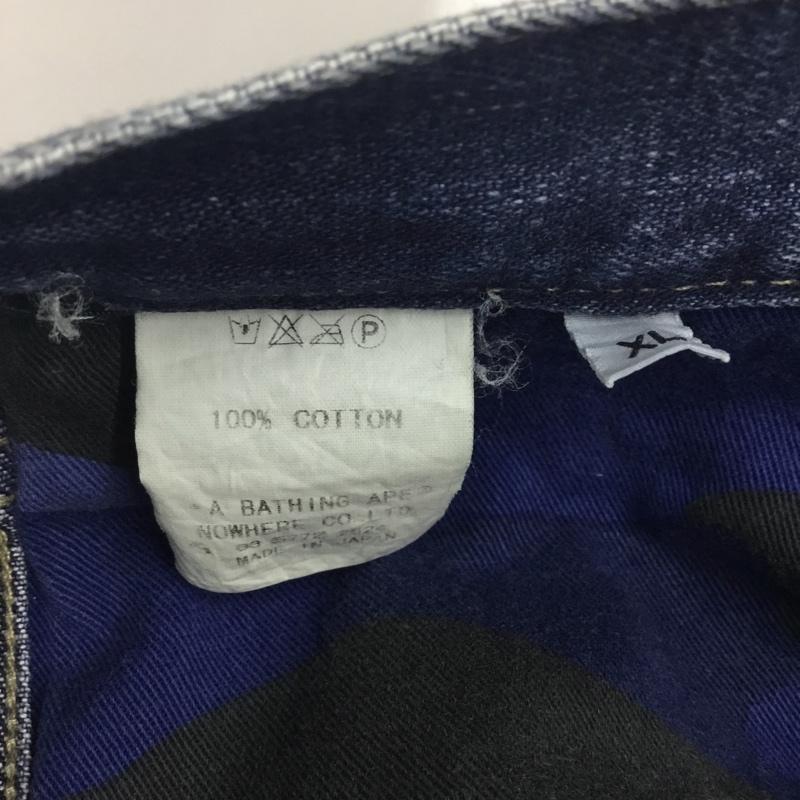 P
100% COTTON
A BATHING APE®
NOWHERE CO.LTD.
MADE IN JAPAN
XL